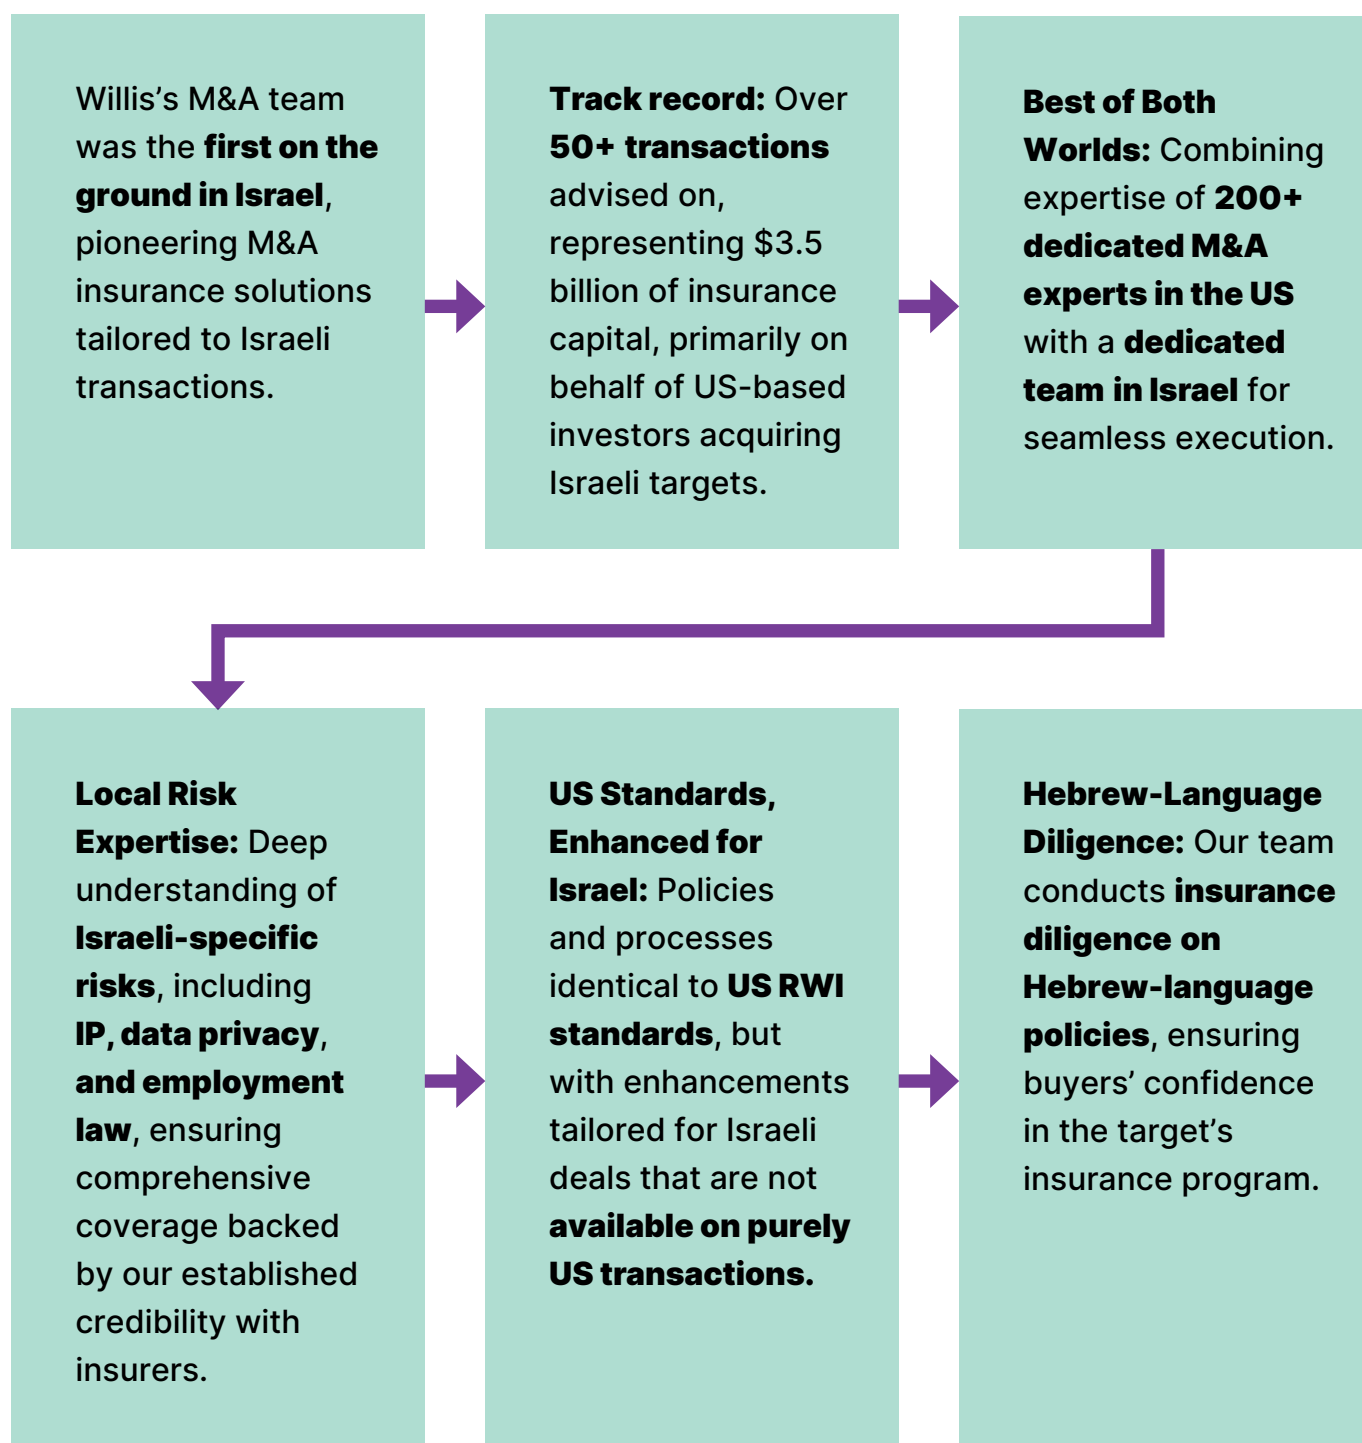 Willis’s M&A team
was the first on the
ground in Israel,
pioneering M&A
insurance solutions
tailored to Israeli
transactions.
Track record: Over
50+ transactions
advised on,
representing $3.5
billion of insurance
capital, primarily on
behalf of US-based
investors acquiring
Israeli targets.
Best of Both
Worlds: Combining
expertise of 200+
dedicated M&A
experts in the US
with a dedicated
team in Israel for
seamless execution.
Local Risk
Expertise: Deep
understanding of
Israeli-specific
risks, including
IP, data privacy,
and employment
law, ensuring
comprehensive
coverage backed
by our established
credibility with
insurers.
US Standards,
Enhanced for
Israel: Policies
and processes
identical to US RWI
standards, but
with enhancements
tailored for Israeli
deals that are not
available on purely
US transactions.
Hebrew-Language
Diligence: Our team
conducts insurance
diligence on
Hebrew-language
policies, ensuring
buyers’ confidence
in the target’s
insurance program.